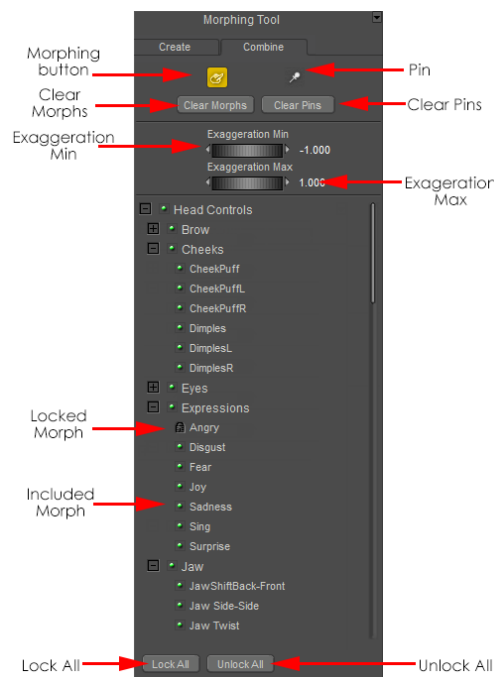 Morphing Tool
Create
Combine
Morphing
button
Pin
Clear
Morphs
Clear Morphs
Clear Pins
Clear Pins
Exaggeration
Min
Exaggeration Min
-1.000
Exaggeration Max
1.000
Exageration
Max
Head Controls
Brow
Cheeks
CheekPuff
CheekPuffL
CheekPuffR
Dimples
DimplesL
DimplesR
Eyes
Expressions
Locked
Morph
Angry
Disgust
Fear
Joy
Included
Morph
Sadness
Sing
Surprise
Jaw
JawShiftBack-Front
Jaw Side-Side
Jaw Twist
Lock All
Lock All
Unlock All
Unlock All